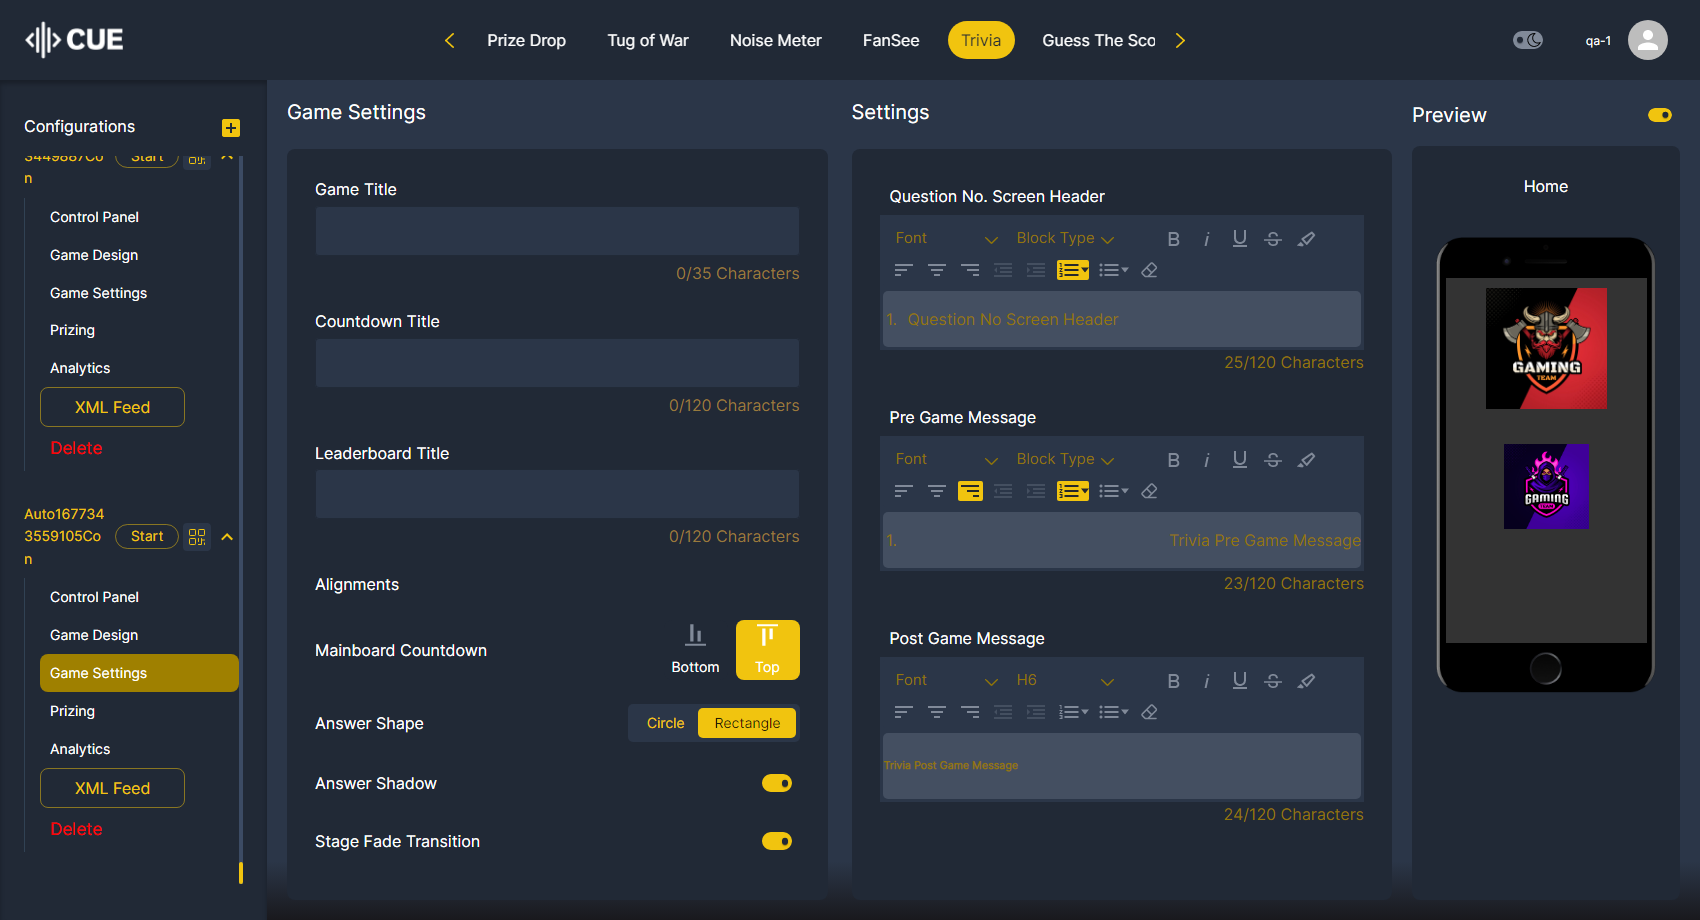 CUE
Prize Drop
Tug of War
Noise Meter
FanSee
Trivia
Guess The Sco
qa-1
Configurations
3449887Co
n
Start
Control Panel
Game Design
Game Settings
Prizing
Analytics
XML Feed
Delete
Auto167734
3559105Co
n
Start
Control Panel
Game Design
Game Settings
Prizing
Analytics
XML Feed
Delete
Game Settings
Game Title
0/35 Characters
Countdown Title
0/120 Characters
Leaderboard Title
0/120 Characters
Alignments
Mainboard Countdown
Bottom
Top
Answer Shape
Circle
Rectangle
Answer Shadow
Stage Fade Transition
Settings
Question No. Screen Header
Font
Block Type
B i U S
1. Question No Screen Header
25/120 Characters
Pre Game Message
Font
Block Type
B i U S
1. Trivia Pre Game Message
23/120 Characters
Post Game Message
Font
H6
B i U S
Trivia Post Game Message
24/120 Characters
Preview
Home
GAMING
TEAM
GAMING
TEAM